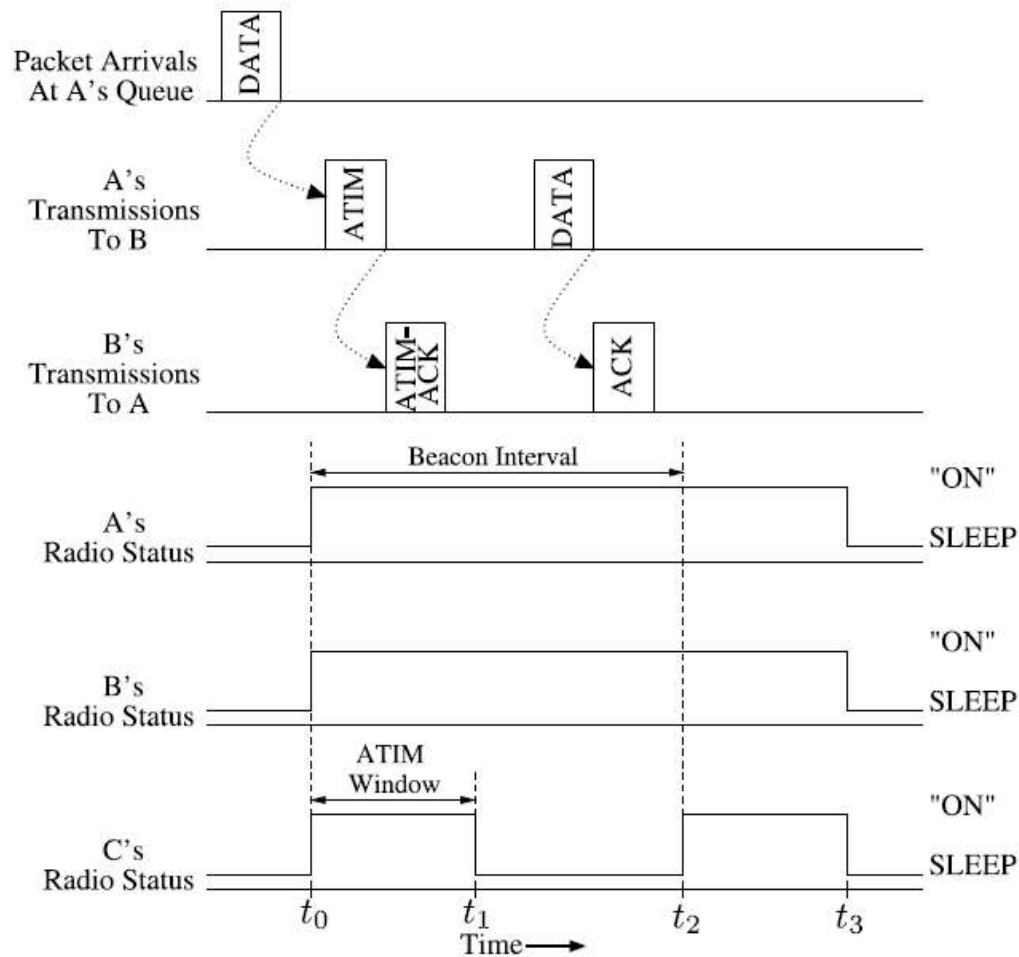 Packet Arrivals
At A's Queue
DATA
A's
Transmissions
To B
ATIM
DATA
B's
Transmissions
To A
ATIM-
ACK
ACK
Beacon Interval
A's
Radio Status
"ON"
SLEEP
B's
Radio Status
"ON"
SLEEP
ATIM
Window
C's
Radio Status
"ON"
SLEEP
t0 t1 t2 t3
Time